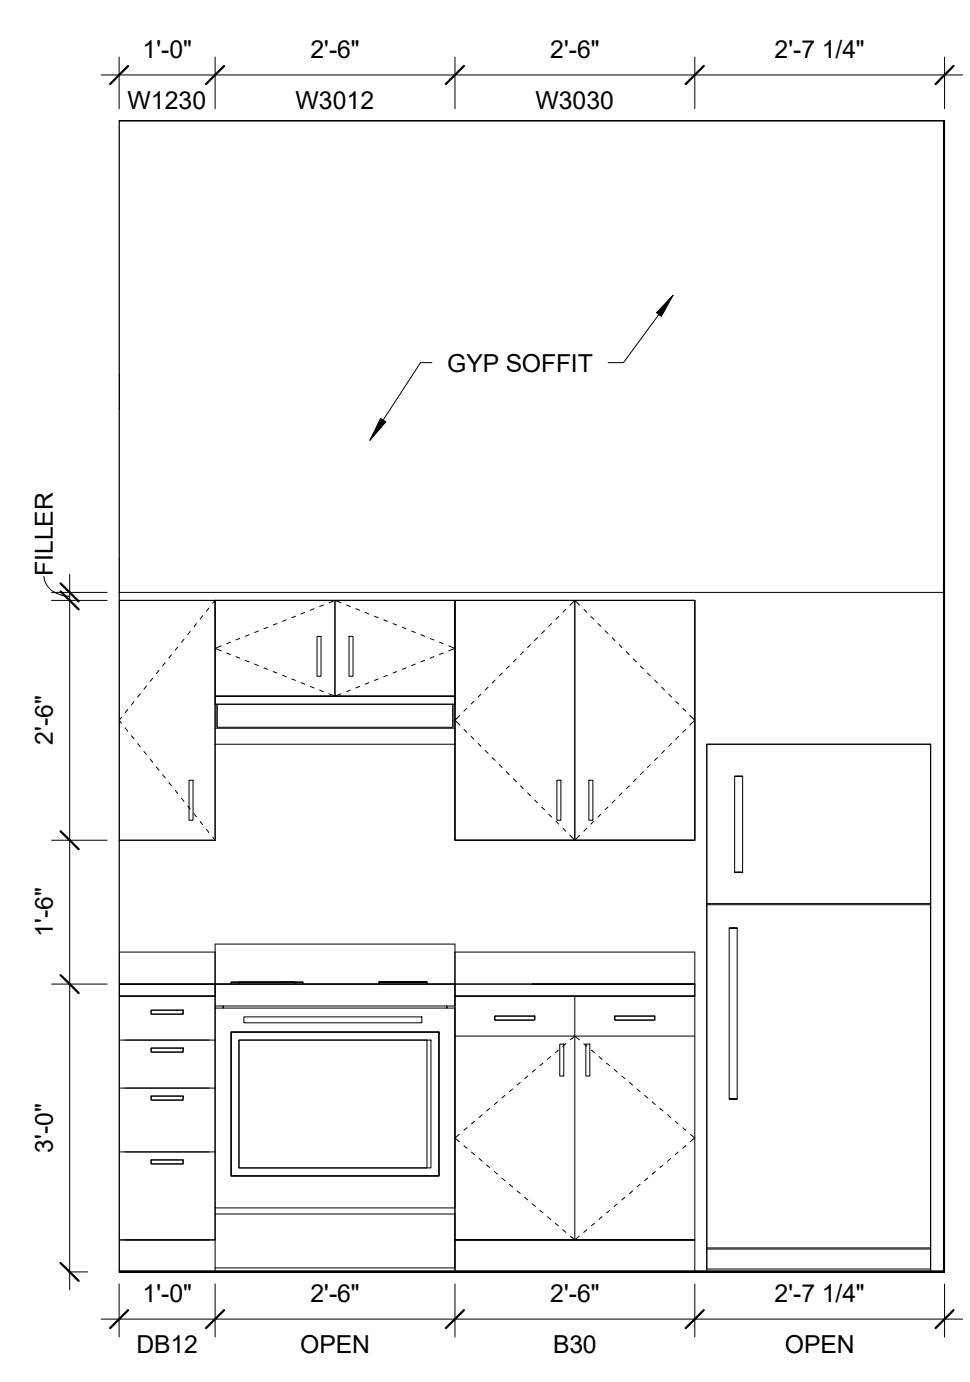 1'-0" 2'-6" 2'-6" 2'-7 1/4"
W1230 W3012 W3030
GYP SOFFIT
FILLER
2'-6"
1'-6"
3'-0"
1'-0" 2'-6" 2'-6" 2'-7 1/4"
DB12 OPEN B30 OPEN